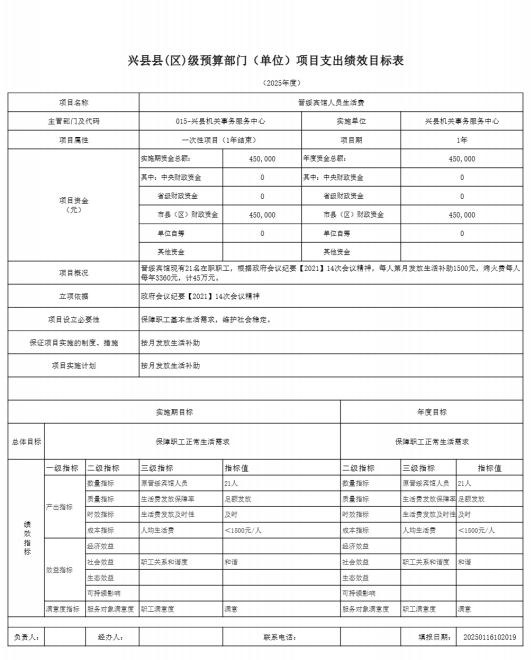 兴县县(区)级预算部门（单位）项目支出绩效目标表
（2025年度）
项目名称 晋绥宾馆人员生活费
主管部门及代码 015-兴县机关事务服务中心 实施单位 兴县机关事务服务中心
项目属性 一次性项目（1年结束） 项目期 1年
项目资金（元） 实施期资金总额： 450,000 年度资金总额： 450,000
其中：中央财政资金 0 其中：中央财政资金 0
省级财政资金 0 省级财政资金 0
市县（区）财政资金 450,000 市县（区）财政资金 450,000
单位自筹 0 单位自筹 0
其他资金 其他资金
项目概况 晋绥宾馆现有21名在职职工，根据政府会议纪要【2021】14次会议精神，每人第月发放生活补助1500元，烤火费每人
每年3360元，计45万元。
立项依据 政府会议纪要【2021】14次会议精神
项目设立必要性 保障职工基本生活需求，维护社会稳定。
保证项目实施的制度、措施 按月发放生活补助
项目实施计划 按月发放生活补助
实施期目标 年度目标
总体目标 保障职工正常生活需求 保障职工正常生活需求
绩效指标 一级指标 二级指标 三级指标 指标值 二级指标 三级指标 指标值
产出指标 数量指标 原晋绥宾馆人员 21人 数量指标 原晋绥宾馆人员 21人
质量指标 生活费发放保障率 足额发放 质量指标 生活费发放保障率 足额发放
时效指标 生活费发放及时性 及时 时效指标 生活费发放及时性 及时
成本指标 人均生活费 <1500元/人 成本指标 人均生活费 <1500元/人
效益指标 经济效益 经济效益
社会效益 职工关系和谐度 和谐 社会效益 职工关系和谐度 和谐
生态效益 生态效益
可持续影响 可持续影响
满意度指标 服务对象满意度 职工满意度 满意 服务对象满意度 职工满意度 满意
负责人： 经办人： 联系电话： 填报日期： 20250116102019